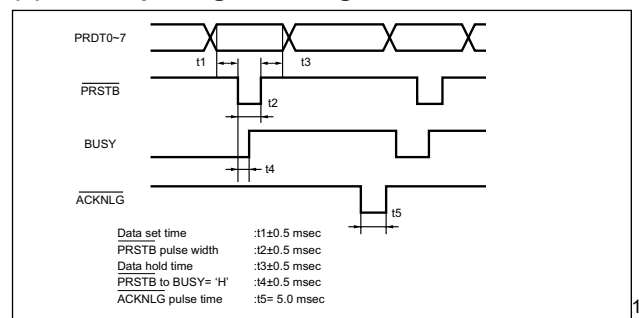 PRDT0~7
t1
t3
PRSTB
t2
BUSY
t4
ACKNLG
t5
Data set time :t1±0.5 msec
PRSTB pulse width :t2±0.5 msec
Data hold time :t3±0.5 msec
PRSTB to BUSY= ‘H’ :t4±0.5 msec
ACKNLG pulse time :t5= 5.0 msec
1